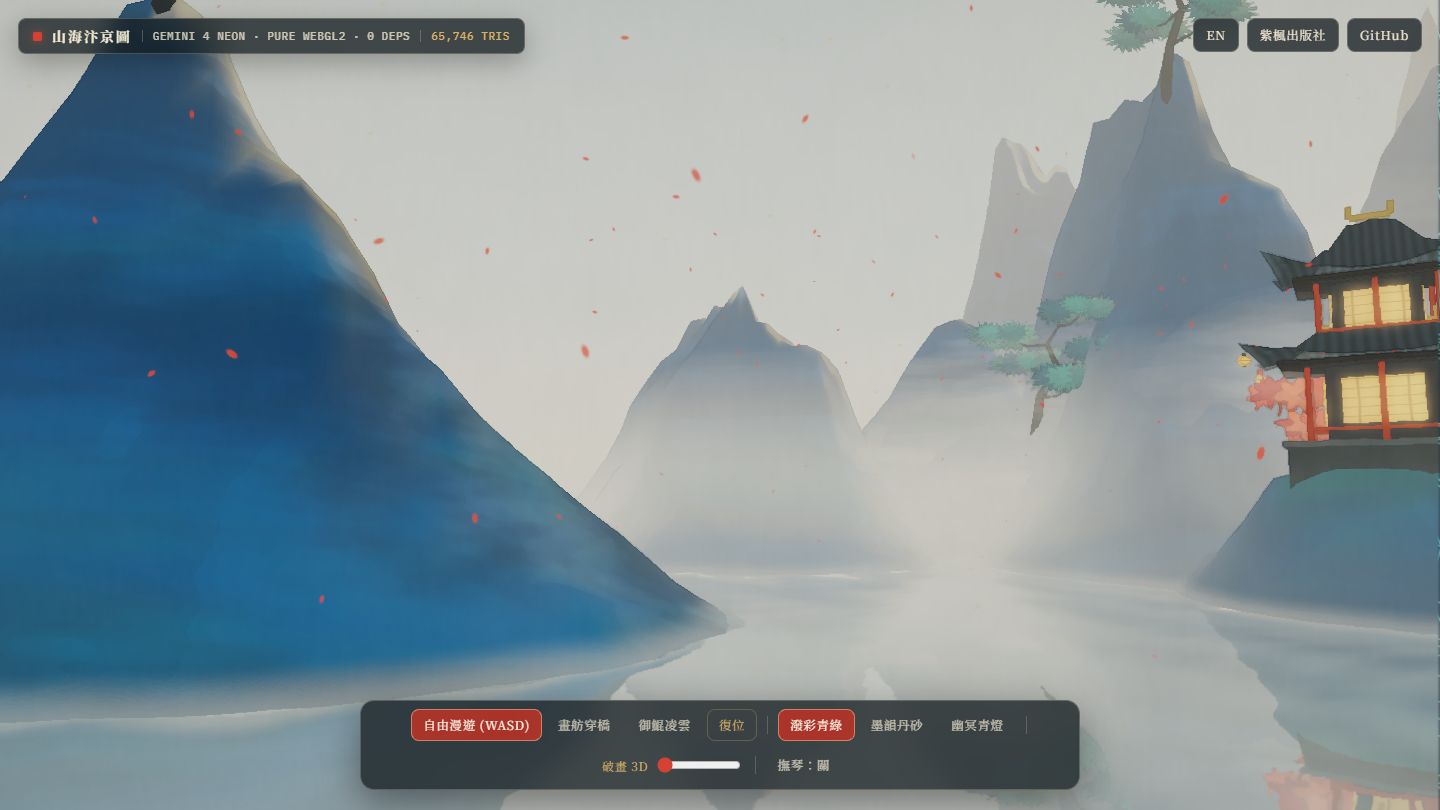 山海汴京圖 GEMINI 4 NEON · PURE WEBGL2 · 0 DEPS 65,746 TRIS
EN 紫楓出版社 GitHub
自由漫遊 (WASD) 畫舫穿橋 御鯤凌雲 復位 潑彩青綠 墨韻丹砂 幽冥青燈
破畫 3D 撫琴：關